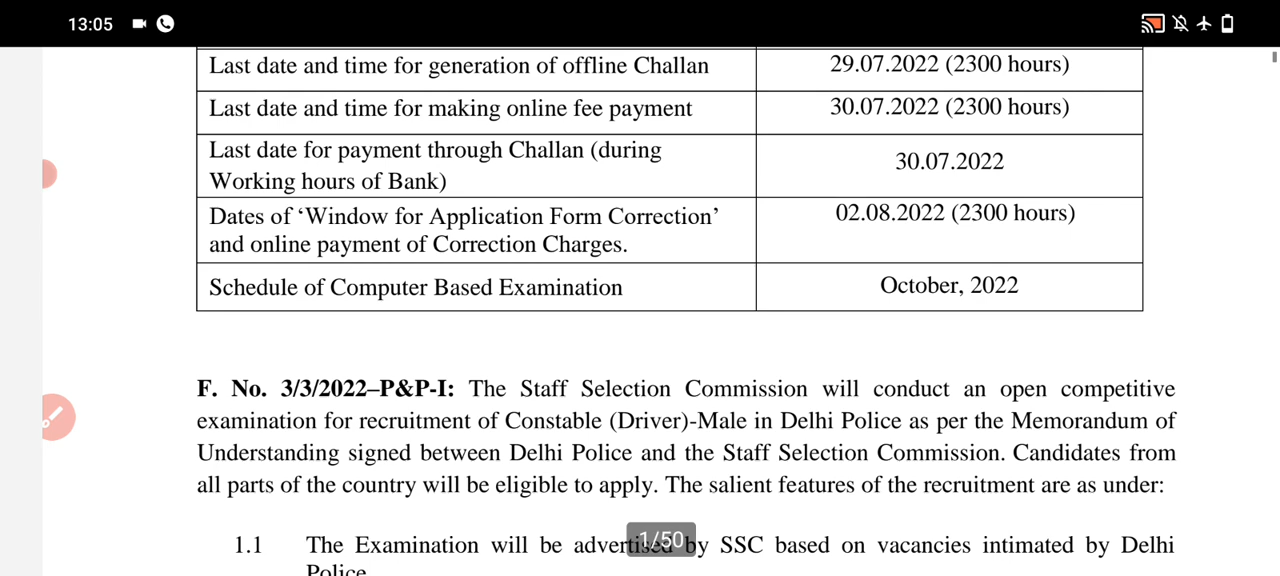 13:05
Last date and time for generation of offline Challan
29.07.2022 (2300 hours)
Last date and time for making online fee payment
30.07.2022 (2300 hours)
Last date for payment through Challan (during
Working hours of Bank)
30.07.2022
Dates of ‘Window for Application Form Correction’
and online payment of Correction Charges.
02.08.2022 (2300 hours)
Schedule of Computer Based Examination
October, 2022
F. No. 3/3/2022–P&P-I: The Staff Selection Commission will conduct an open competitive
examination for recruitment of Constable (Driver)-Male in Delhi Police as per the Memorandum of
Understanding signed between Delhi Police and the Staff Selection Commission. Candidates from
all parts of the country will be eligible to apply. The salient features of the recruitment are as under:
1.1 The Examination will be advertised by SSC based on vacancies intimated by Delhi
Police
1/50